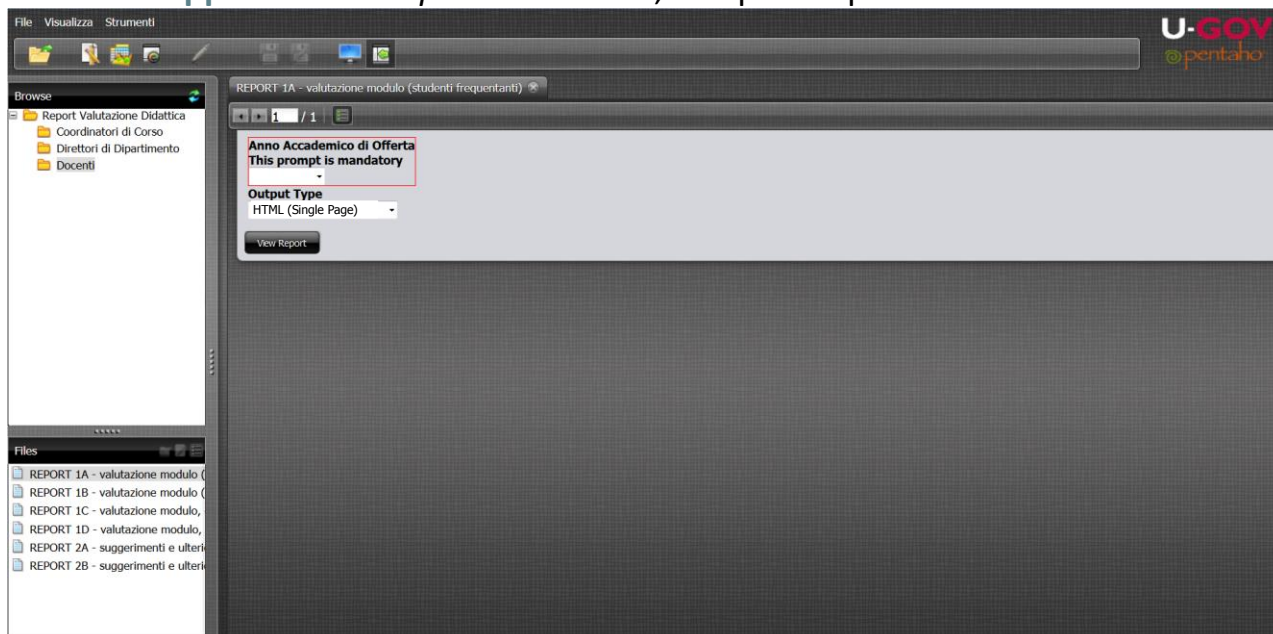 File Visualizza Strumenti
U-GOV
pentaho
Browse
Report Valutazione Didattica
Coordinatori di Corso
Direttori di Dipartimento
Docenti
REPORT 1A - valutazione modulo (studenti frequentanti)
1 / 1
Anno Accademico di Offerta
This prompt is mandatory
Output Type
HTML (Single Page)
View Report
Files
REPORT 1A - valutazione modulo (
REPORT 1B - valutazione modulo (
REPORT 1C - valutazione modulo,
REPORT 1D - valutazione modulo,
REPORT 2A - suggerimenti e ulteri
REPORT 2B - suggerimenti e ulteri